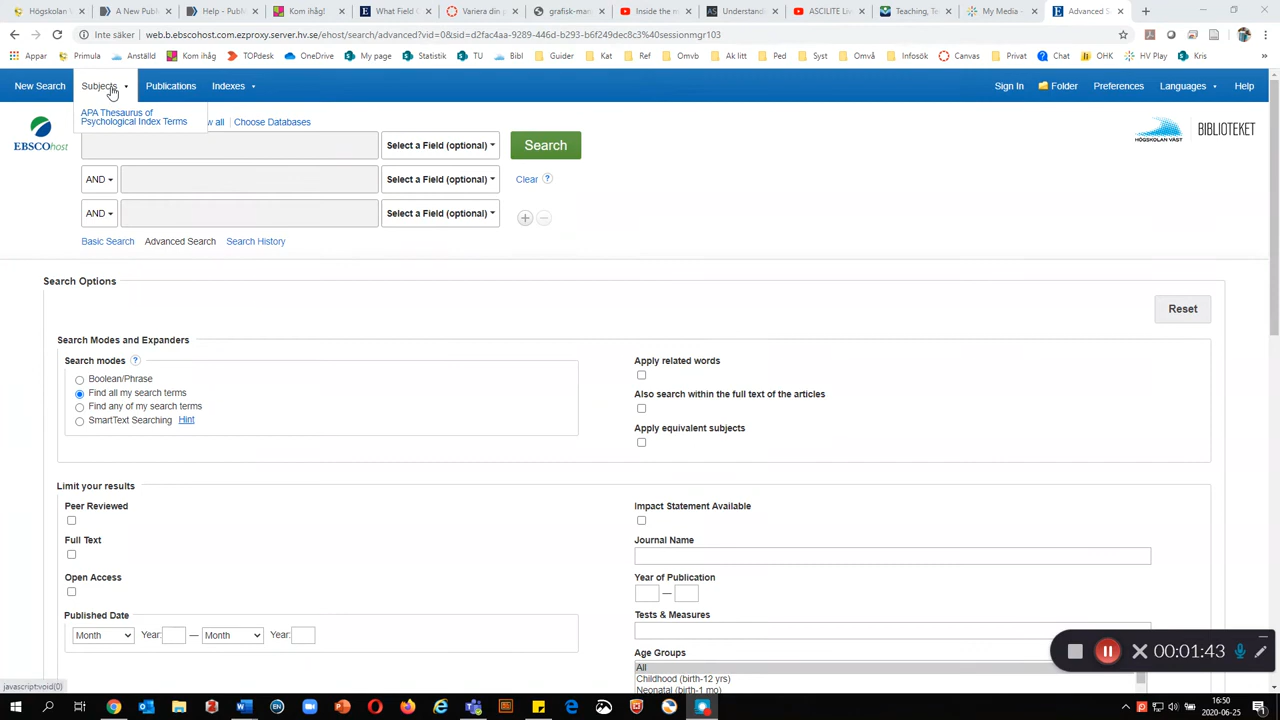 Högskolan
A New Publ
Help - Publ
Kom ihåg!
What Field C
Variera din p
grafisk-man
Inside the m
Understandi
ASCILITE Liv
Teaching, Te
My Media -
Advanced S
Inte säker | web.b.ebscohost.com.ezproxy.server.hv.se/ehost/search/advanced?vid=0&sid=d2fac4aa-9289-446d-b293-b6f249dec8c3%40sessionmgr103
Appar Primula Anställd Kom ihåg TOPdesk OneDrive My page Statistik TU Bibl Guider Kat Ref Omvb Ak litt Ped Sst Omvå Infosök Canvas Privat Chat OHK HV Play Kris
New Search Subjects Publications Indexes Sign In Folder Preferences Languages Help
APA Thesaurus of
Psychological Index Terms
w all | Choose Databases
EBSCOhost
HÖGSKOLAN VÄST
BIBLIOTEKET
Select a Field (optional) Search
AND Select a Field (optional) Clear ?
AND Select a Field (optional)
Basic Search Advanced Search Search History
Search Options
Reset
Search Modes and Expanders
Search modes ?
Boolean/Phrase
Find all my search terms
Find any of my search terms
SmartText Searching Hint
Apply related words
Also search within the full text of the articles
Apply equivalent subjects
Limit your results
Peer Reviewed
Full Text
Open Access
Published Date
Month Year: — Month Year:
Impact Statement Available
Journal Name
Year of Publication
—
Tests & Measures
Age Groups
All
Childhood (birth-12 yrs)
Neonatal (birth-1 mo)
00:01:43
javascript:void(0)
16:50
2020-06-25